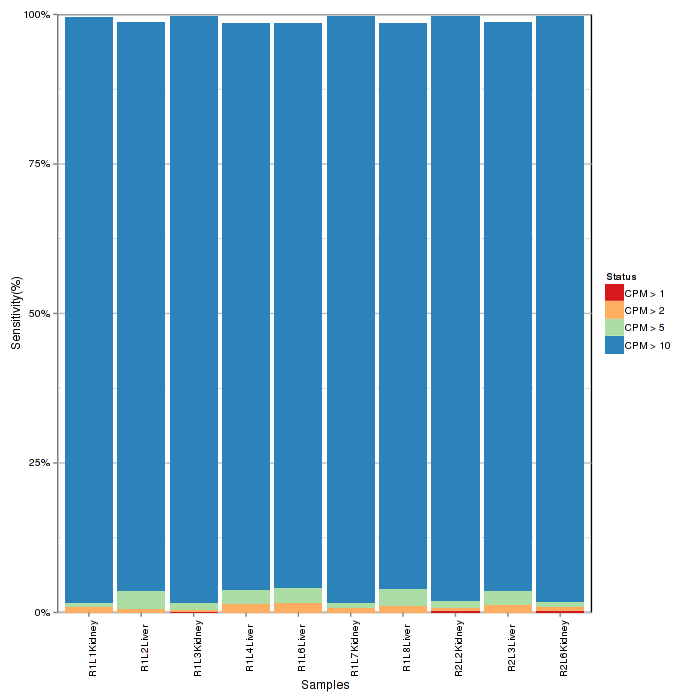 100%
75%
50%
25%
0%
Sensitivity(%)
R1L1Kidney
R1L2Liver
R1L3Kidney
R1L4Liver
R1L6Liver
R1L7Kidney
R1L8Liver
R2L2Kidney
R2L3Liver
R2L6Kidney
Samples
Status
CPM > 1
CPM > 2
CPM > 5
CPM > 10